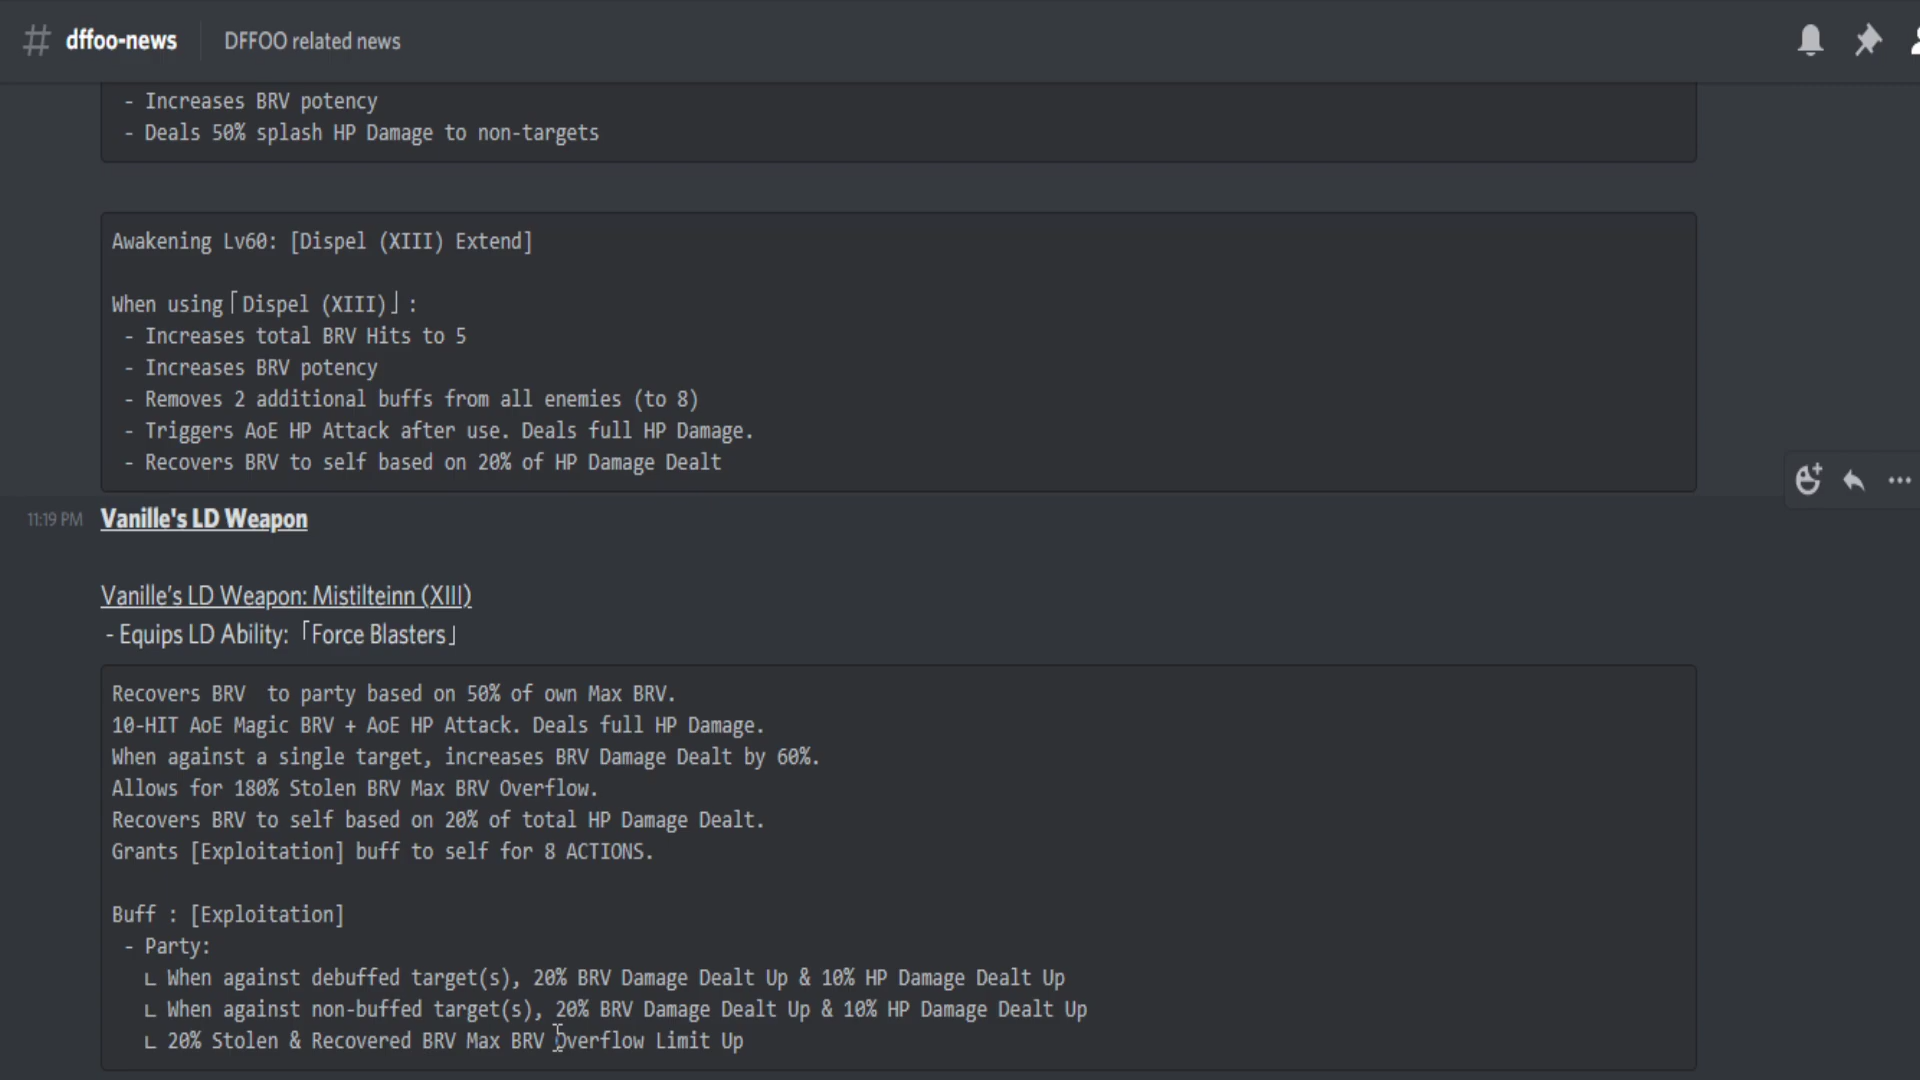 # dffoo-news DFFOO related news
- Increases BRV potency
- Deals 50% splash HP Damage to non-targets
Awakening Lv60: [Dispel (XIII) Extend]
When using「Dispel (XIII)」:
- Increases total BRV Hits to 5
- Increases BRV potency
- Removes 2 additional buffs from all enemies (to 8)
- Triggers AoE HP Attack after use. Deals full HP Damage.
- Recovers BRV to self based on 20% of HP Damage Dealt
11:19 PM Vanille's LD Weapon
Vanille’s LD Weapon: Mistilteinn (XIII)
- Equips LD Ability:「Force Blasters」
Recovers BRV  to party based on 50% of own Max BRV.
10-HIT AoE Magic BRV + AoE HP Attack. Deals full HP Damage.
When against a single target, increases BRV Damage Dealt by 60%.
Allows for 180% Stolen BRV Max BRV Overflow.
Recovers BRV to self based on 20% of total HP Damage Dealt.
Grants [Exploitation] buff to self for 8 ACTIONS.
Buff : [Exploitation]
- Party:
∟ When against debuffed target(s), 20% BRV Damage Dealt Up & 10% HP Damage Dealt Up
∟ When against non-buffed target(s), 20% BRV Damage Dealt Up & 10% HP Damage Dealt Up
∟ 20% Stolen & Recovered BRV Max BRV Overflow Limit Up